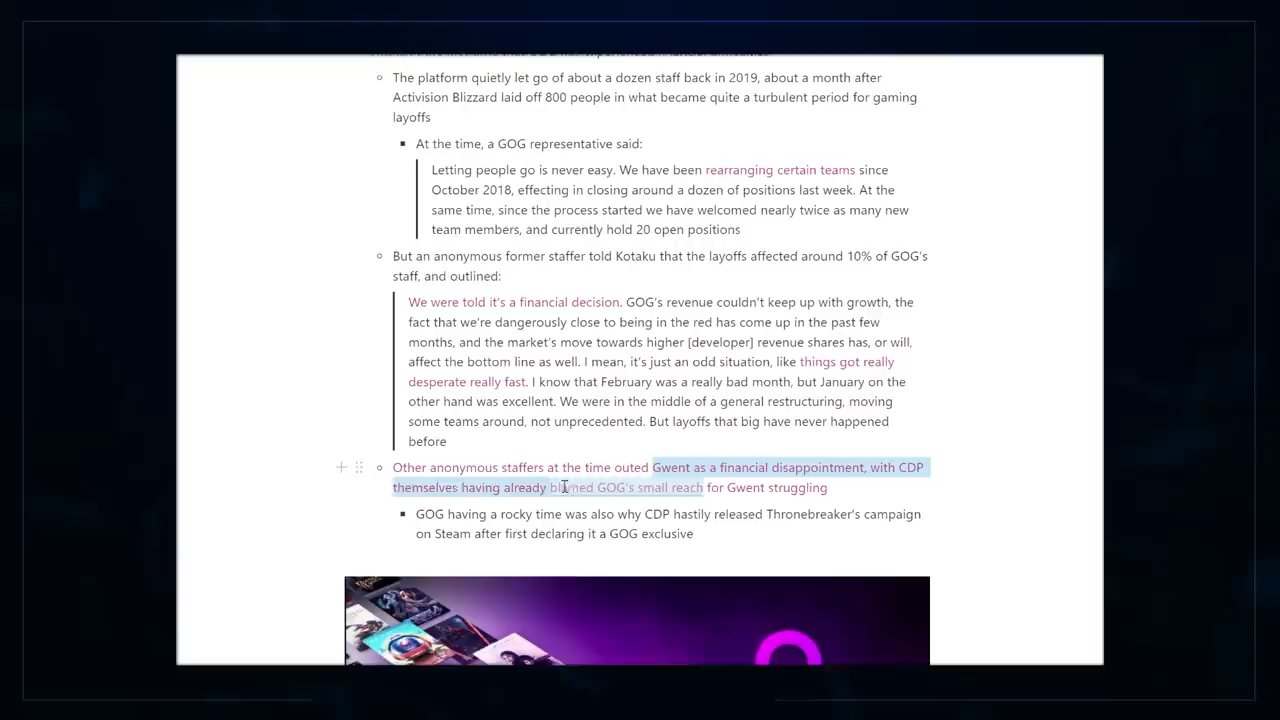 The platform quietly let go of about a dozen staff back in 2019, about a month after
Activision Blizzard laid off 800 people in what became quite a turbulent period for gaming
layoffs
At the time, a GOG representative said:
Letting people go is never easy. We have been rearranging certain teams since
October 2018, effecting in closing around a dozen of positions last week. At the
same time, since the process started we have welcomed nearly twice as many new
team members, and currently hold 20 open positions
But an anonymous former staffer told Kotaku that the layoffs affected around 10% of GOG's
staff, and outlined:
We were told it's a financial decision. GOG's revenue couldn't keep up with growth, the
fact that we're dangerously close to being in the red has come up in the past few
months, and the market's move towards higher [developer] revenue shares has, or will,
affect the bottom line as well. I mean, it's just an odd situation, like things got really
desperate really fast. I know that February was a really bad month, but January on the
other hand was excellent. We were in the middle of a general restructuring, moving
some teams around, not unprecedented. But layoffs that big have never happened
before
Other anonymous staffers at the time outed Gwent as a financial disappointment, with CDP
themselves having already blamed GOG's small reach for Gwent struggling
GOG having a rocky time was also why CDP hastily released Thronebreaker's campaign
on Steam after first declaring it a GOG exclusive